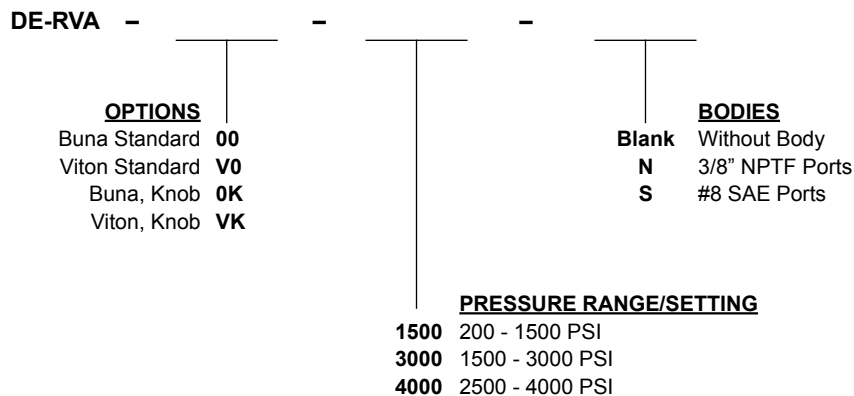 DE-RVA – – –
OPTIONS
Buna Standard 00
Viton Standard V0
Buna, Knob 0K
Viton, Knob VK
BODIES
Blank Without Body
N 3/8” NPTF Ports
S #8 SAE Ports
PRESSURE RANGE/SETTING
1500 200 - 1500 PSI
3000 1500 - 3000 PSI
4000 2500 - 4000 PSI